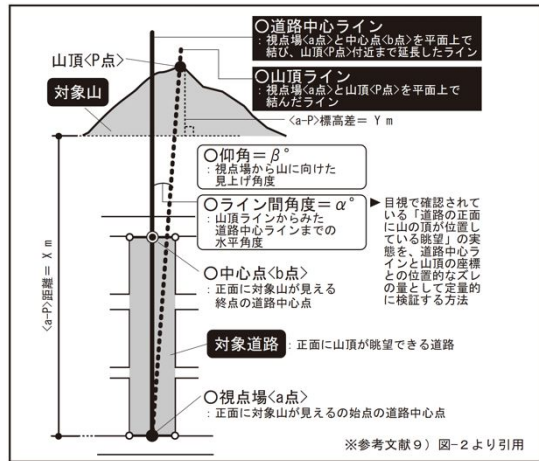 ○道路中心ライン
：視点場<a点>と中心点<b点>を平面上で
結び、山頂<P点>付近まで延長したライン
山頂<P点>
○山頂ライン
：視点場<a点>と山頂<P点>を平面上で
結んだライン
対象山
<a-P>標高差＝ Y m
○仰角＝β°
：視点場から山に向けた
見上げ角度
○ライン間角度＝α°
：山頂ラインからみた
道路中心ラインまでの
水平角度
▶目視で確認されて
いる「道路の正面
に山の頂が位置し
ている眺望」の実
態を、道路中心ラ
インと山頂の座標
との位置的なズレ
の量として定量的
に検証する方法
<a-P>距離＝X m
○中心点<b点>
：正面に対象山が見える
終点の道路中心点
対象道路
：正面に山頂が眺望できる道路
○視点場<a点>
：正面に対象山が見えるの始点の道路中心点
※参考文献９）図-２より引用